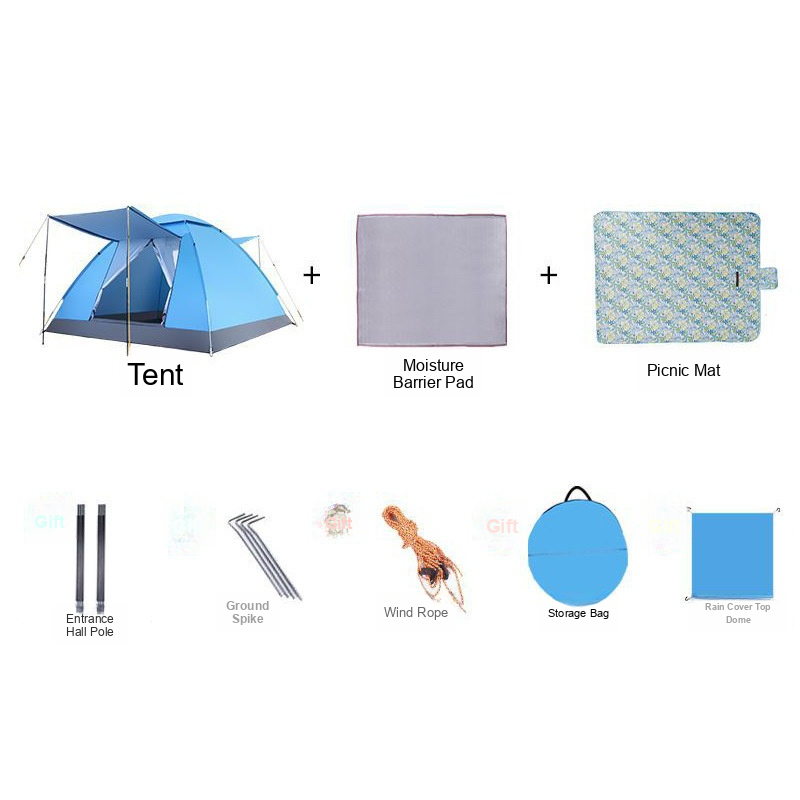 +
+
Tent
Moisture
Barrier Pad
Picnic Mat
Gift
Gift
Gift
Entrance
Hall Pole
Ground
Spike
Wind Rope
Storage Bag
Rain Cover Top
Dome